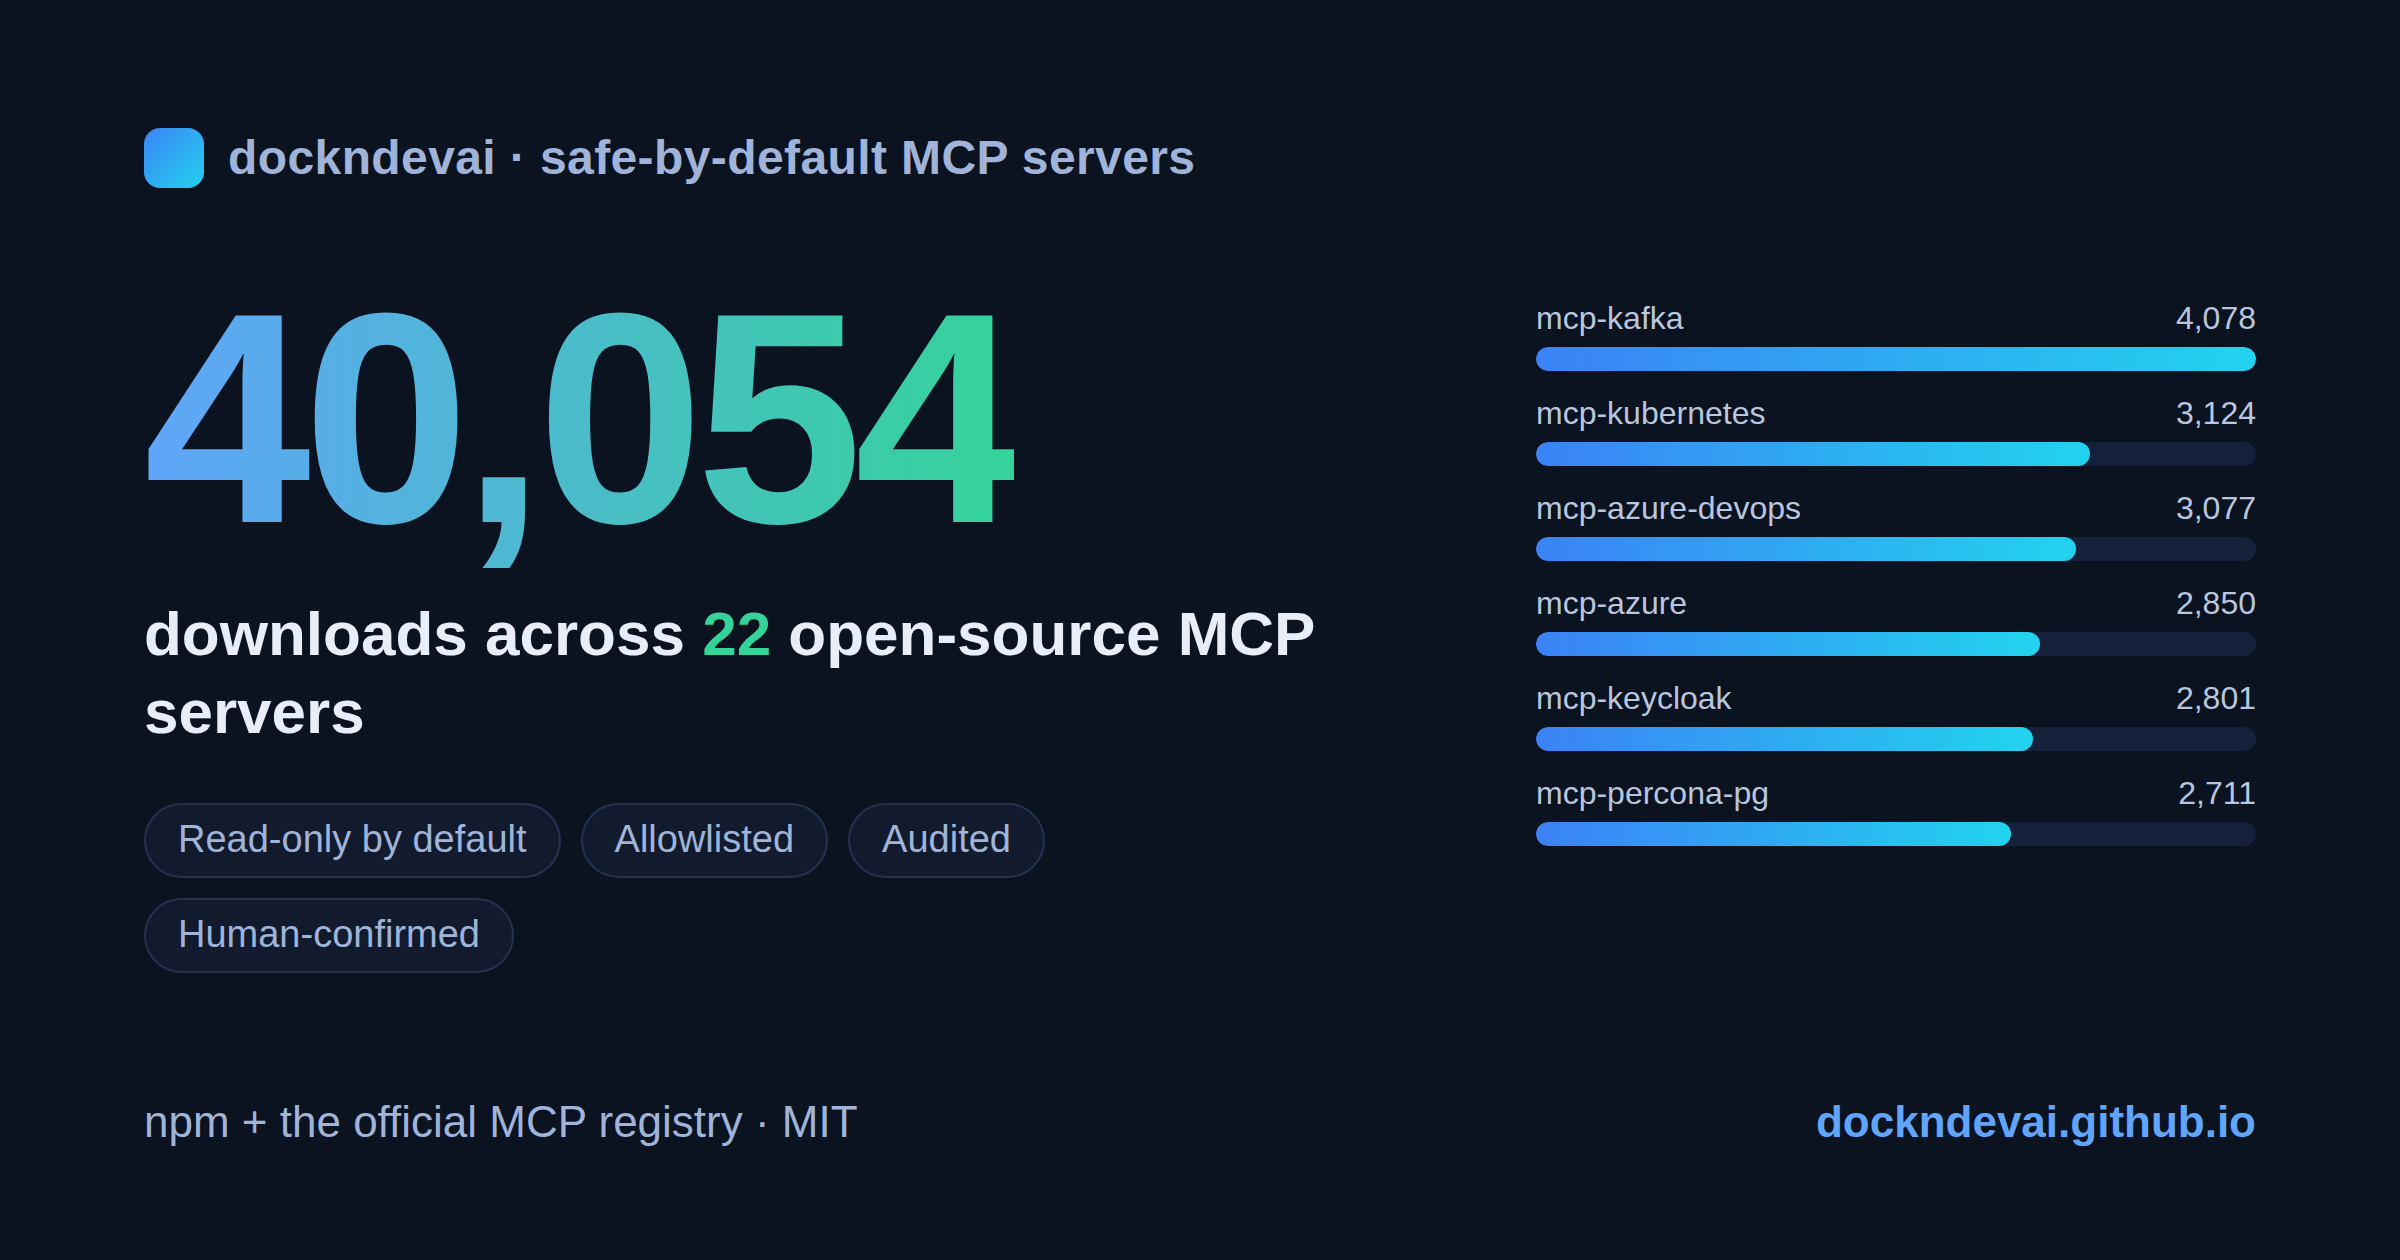 dockndevai · safe-by-default MCP servers
40,054
downloads across 22 open-source MCP
servers
Read-only by default
Allowlisted
Audited
Human-confirmed
mcp-kafka 4,078
mcp-kubernetes 3,124
mcp-azure-devops 3,077
mcp-azure 2,850
mcp-keycloak 2,801
mcp-percona-pg 2,711
npm + the official MCP registry · MIT
dockndevai.github.io